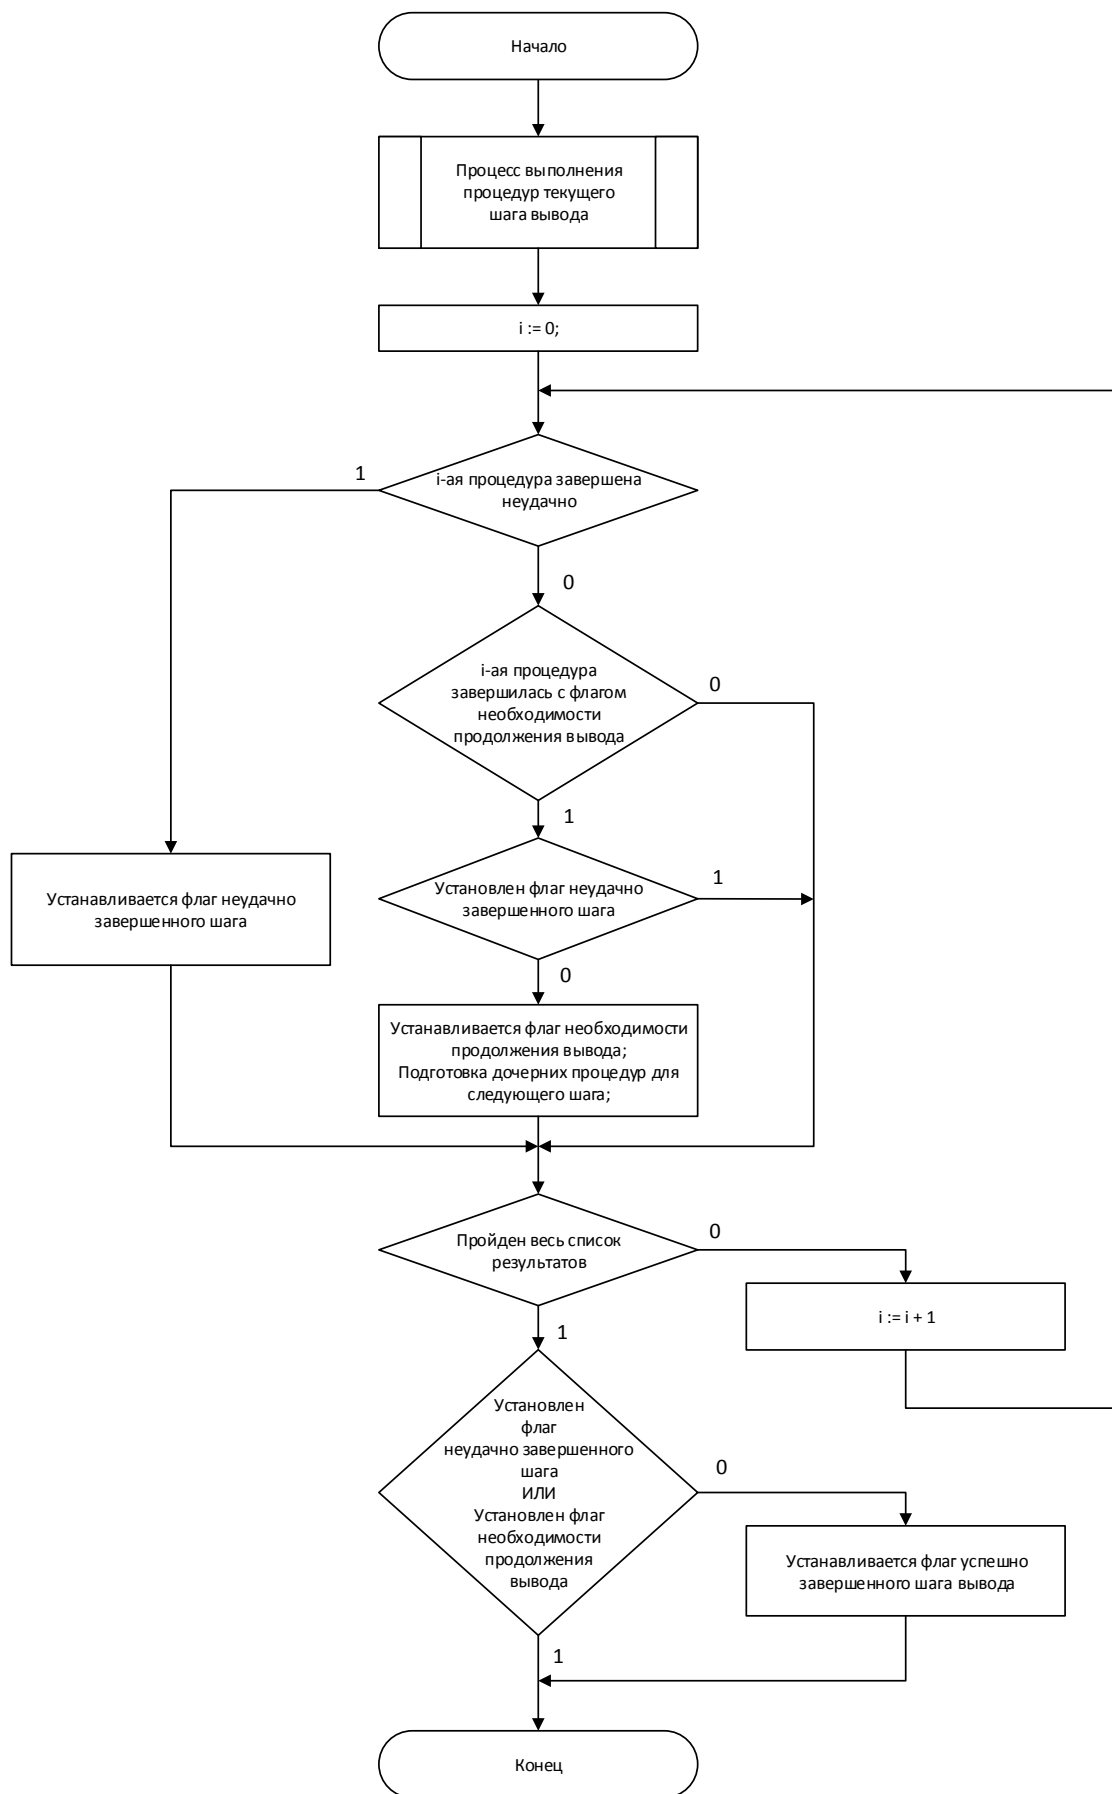 Начало
Процесс выполнения
процедур текущего
шага вывода
i := 0;
i-ая процедура завершена
неудачно
1
0
i-ая процедура
завершилась с флагом
необходимости
продолжения вывода
0
1
Установлен флаг неудачно
завершенного шага
1
0
Устанавливается флаг неудачно
завершенного шага
Устанавливается флаг необходимости
продолжения вывода;
Подготовка дочерних процедур для
следующего шага;
Пройден весь список
результатов
0
1
i := i + 1
Установлен
флаг
неудачно завершенного
шага
ИЛИ
Установлен флаг
необходимости
продолжения
вывода
0
1
Устанавливается флаг успешно
завершенного шага вывода
Конец